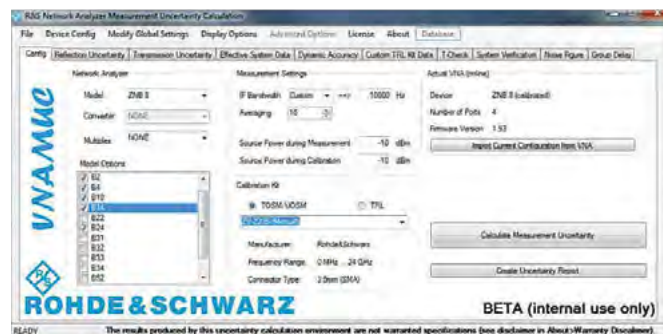 R&S Network Analyzer Measurement Uncertainty Calculation
File Device Config Modify Global Settings Display Options Advanced Options License About Database
Config Reflection Uncertainty Transmission Uncertainty Effective System Data Dynamic Accuracy Custom TRL Kit Data T-Check System Verification Noise Figure Group Delay
Network Analyzer Measurement Settings Actual VNA (online)
Model ZNB 8 IF Bandwidth Custom 10000 Hz Device ZNB 8 (calibrated)
Converter NONE Averaging 10 Number of Ports 4
Multiplex NONE Firmware Version 1.93
Source Power during Measurement -10 dBm Import Current Configuration from VNA
Model Options Source Power during Calibration -10 dBm
B2
B4 Calibration Kit
B10 TOSM/UOSM TRL
B14
B22
B24
B31 Manufacturer Rohde&Schwarz Calculate Measurement Uncertainty
B32
B33 Frequency Range 0 MHz 24 GHz
B34 Connector Type 3.5mm (SMA) Create Uncertainty Report
B52
VNAMUC
R&S
ROHDE&SCHWARZ
BETA (internal use only)
READY The results produced by this uncertainty calculation environment are not warranted specifications (see disclaimer in About>Warranty Disclaimer).